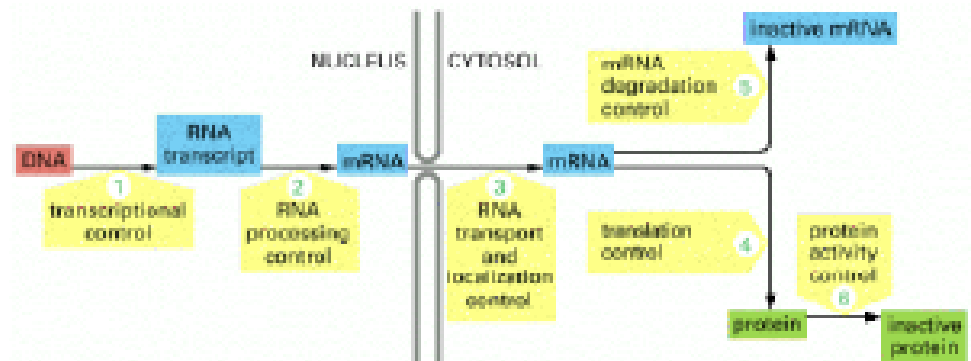 inactive mRNA
NUCLEUS
CYTOSOL
mRNA
degradation
control
5
RNA
transcript
DNA
mRNA
mRNA
1
transcriptional
control
2
RNA
processing
control
3
RNA
transport
and
localization
control
translation
control
4
protein
activity
control
6
protein
inactive
protein